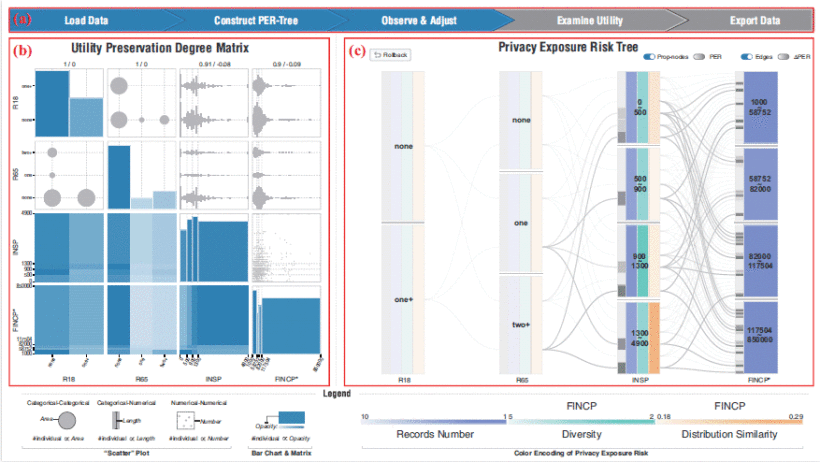 (a) Load Data Construct PER-Tree Observe & Adjust Examine Utility Export Data
(b) Utility Preservation Degree Matrix
1 / 0 1 / 0 0.91 / -0.08 0.9 / -0.09
R18
none
R65
INSP
4900
1300
900
500
0
FINCP*
R18 R65 INSP FINCP*
(c) Privacy Exposure Risk Tree
Rollback
Prop-nodes PER Edges ΔPER
none
one+
none
one
two+
0
500
500
900
900
1300
1300
4900
1000
58752
58752
82000
82000
117504
117504
850000
R18 R65 INSP FINCP*
Legend
Categorical-Categorical Categorical-Numerical Numerical-Numerical
Area Length Number Opacity
#Individual ∝ Area #Individual ∝ Length #Individual ∝ Number #Individual ∝ Opacity
"Scatter" Plot Bar Chart & Matrix
FINCP FINCP
10 1 5 2 0.18 0.29
Records Number Diversity Distribution Similarity
Color Encoding of Privacy Exposure Risk